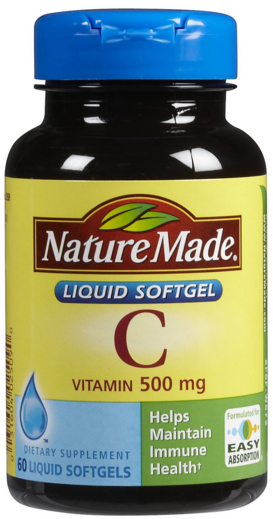 Nature Made®
LIQUID SOFTGEL
C
VITAMIN 500 mg
Helps
Maintain
Immune
Health†
Formulated for
EASY
ABSORPTION
TM
DIETARY SUPPLEMENT
60 LIQUID SOFTGELS